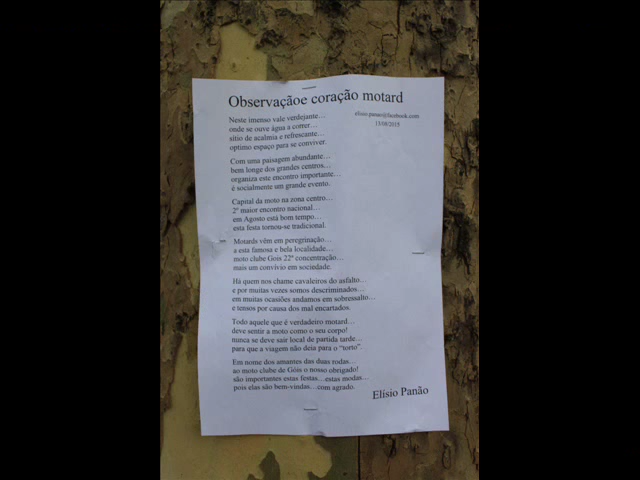 Observaçãoe coração motard
elisio.panao@facebook.com
15/08/2015
Neste imenso vale verdejante…
onde se ouve água a correr…
sítio de acalmia e refrescante…
optimo espaço para se conviver.
Com uma paisagem abundante…
bem longe dos grandes centros…
organiza este encontro importante…
é socialmente um grande evento.
Capital da moto na zona centro…
2º maior encontro nacional…
em Agosto está bom tempo…
esta festa tornou-se tradicional.
Motards vêm em peregrinação…
a esta famosa e bela localidade…
moto clube Gois 22ª concentração…
mais um convívio em sociedade.
Há quem nos chame cavaleiros do asfalto…
e por muitas vezes somos descriminados…
em muitas ocasiões andamos em sobressalto…
e tensos por causa dos mal encartados.
Todo aquele que é verdadeiro motard…
deve sentir a moto como o seu corpo!
nunca se deve sair local de partida tarde…
para que a viagem não deia para o “torto”.
Em nome dos amantes das duas rodas…
ao moto clube de Góis o nosso obrigado!
são importantes estas festas…estas modas…
pois elas são bem-vindas…com agrado.
Elísio Panão